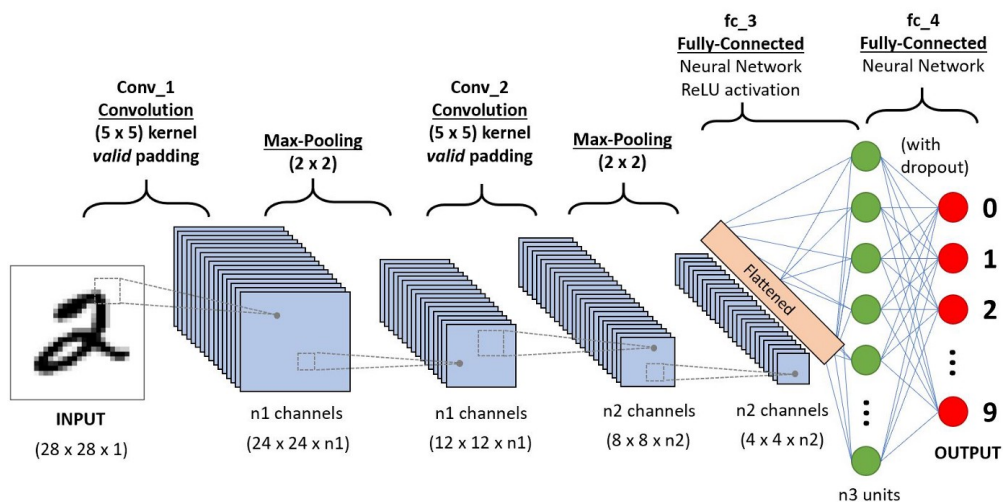 Conv_1
Convolution
(5 x 5) kernel
valid padding
Max-Pooling
(2 x 2)
Conv_2
Convolution
(5 x 5) kernel
valid padding
Max-Pooling
(2 x 2)
fc_3
Fully-Connected
Neural Network
ReLU activation
fc_4
Fully-Connected
Neural Network
(with
dropout)
Flattened
0
1
2
9
OUTPUT
2
INPUT
(28 x 28 x 1)
n1 channels
(24 x 24 x n1)
n1 channels
(12 x 12 x n1)
n2 channels
(8 x 8 x n2)
n2 channels
(4 x 4 x n2)
n3 units